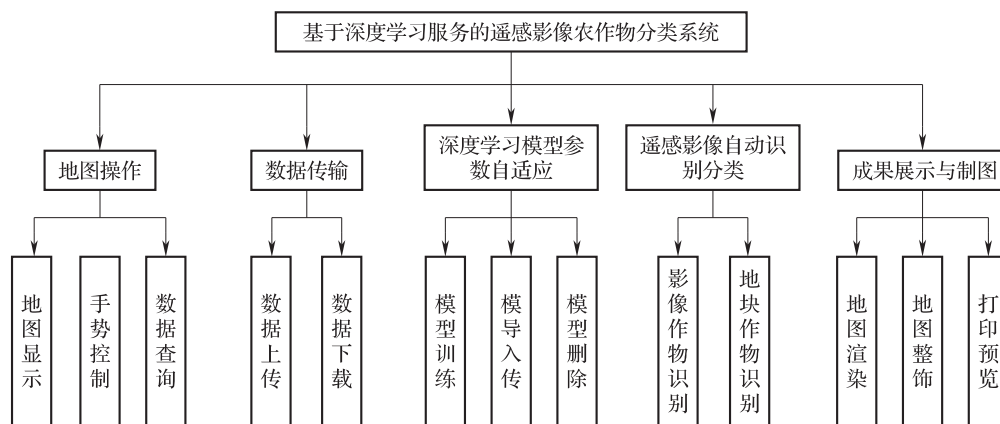 基于深度学习服务的遥感影像农作物分类系统
地图操作
数据传输
深度学习模型参
数自适应
遥感影像自动识
别分类
成果展示与制图
地图显示
手势控制
数据查询
数据上传
数据下载
模型训练
模导入传
模型删除
影像作物识别
地块作物识别
地图渲染
地图整饰
打印预览